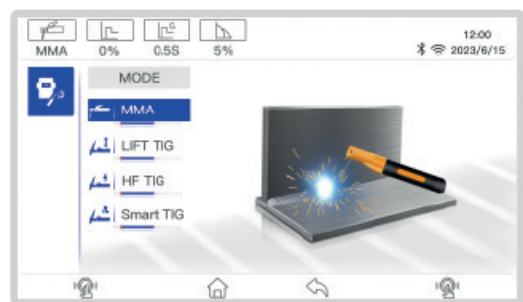 MMA 0% 0.5S 5%
12:00
2023/6/15
MODE
MMA
LIFT TIG
HF TIG
Smart TIG